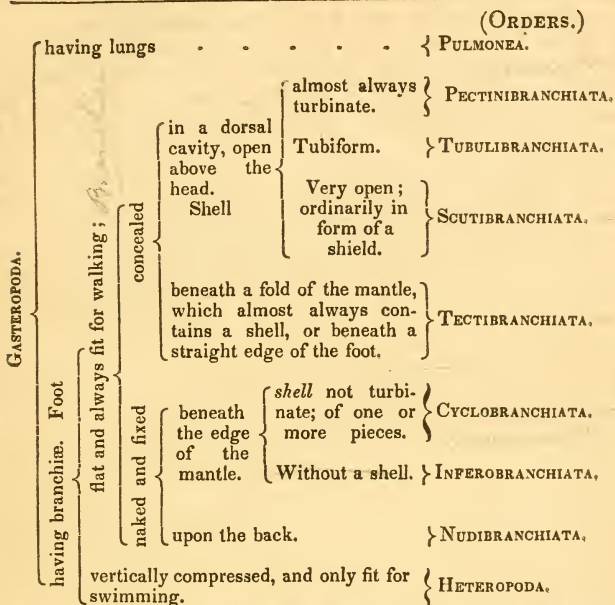 (ORDERS.)
GASTEROPODA.
having lungs . . . . . { PULMONEA.
having branchiæ. Foot
flat and always fit for walking;
concealed
in a dorsal
cavity, open
above the
head.
Shell
almost always
turbinate.
PECTINIBRANCHIATA.
Tubiform. } TUBULIBRANCHIATA.
Very open;
ordinarily in
form of a
shield.
SCUTIBRANCHIATA.
beneath a fold of the mantle,
which almost always con-
tains a shell, or beneath a
straight edge of the foot.
TECTIBRANCHIATA.
naked and fixed
beneath
the edge
of the
mantle.
shell not turbi-
nate; of one or
more pieces.
CYCLOBRANCHIATA.
Without a shell. } INFEROBRANCHIATA.
upon the back. } NUDIBRANCHIATA.
vertically compressed, and only fit for
swimming.
HETEROPODA.